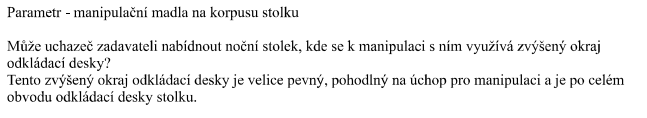 Parametr - manipulační madla na korpusu stolku

Může uchazeč zadavateli nabídnout noční stolek, kde se k manipulaci s ním využívá zvýšený okraj
odkládací desky?
Tento zvýšený okraj odkládací desky je velice pevný, pohodlný na úchop pro manipulaci a je po celém
obvodu odkládací desky stolku.